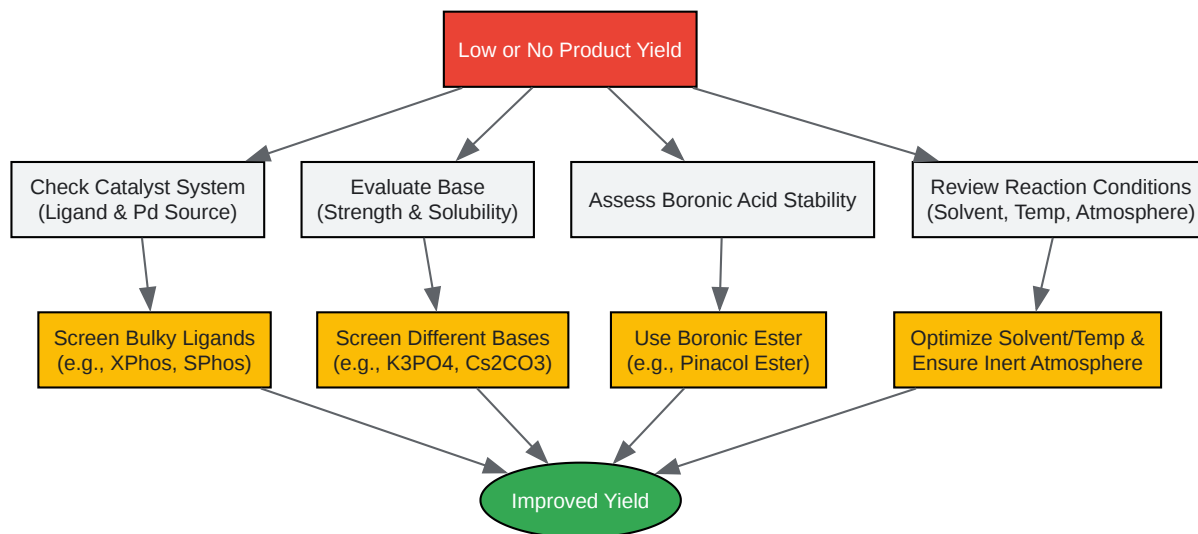 Low or No Product Yield
Check Catalyst System
(Ligand & Pd Source)
Evaluate Base
(Strength & Solubility)
Assess Boronic Acid Stability
Review Reaction Conditions
(Solvent, Temp, Atmosphere)
Screen Bulky Ligands
(e.g., XPhos, SPhos)
Screen Different Bases
(e.g., K3PO4, Cs2CO3)
Use Boronic Ester
(e.g., Pinacol Ester)
Optimize Solvent/Temp &
Ensure Inert Atmosphere
Improved Yield